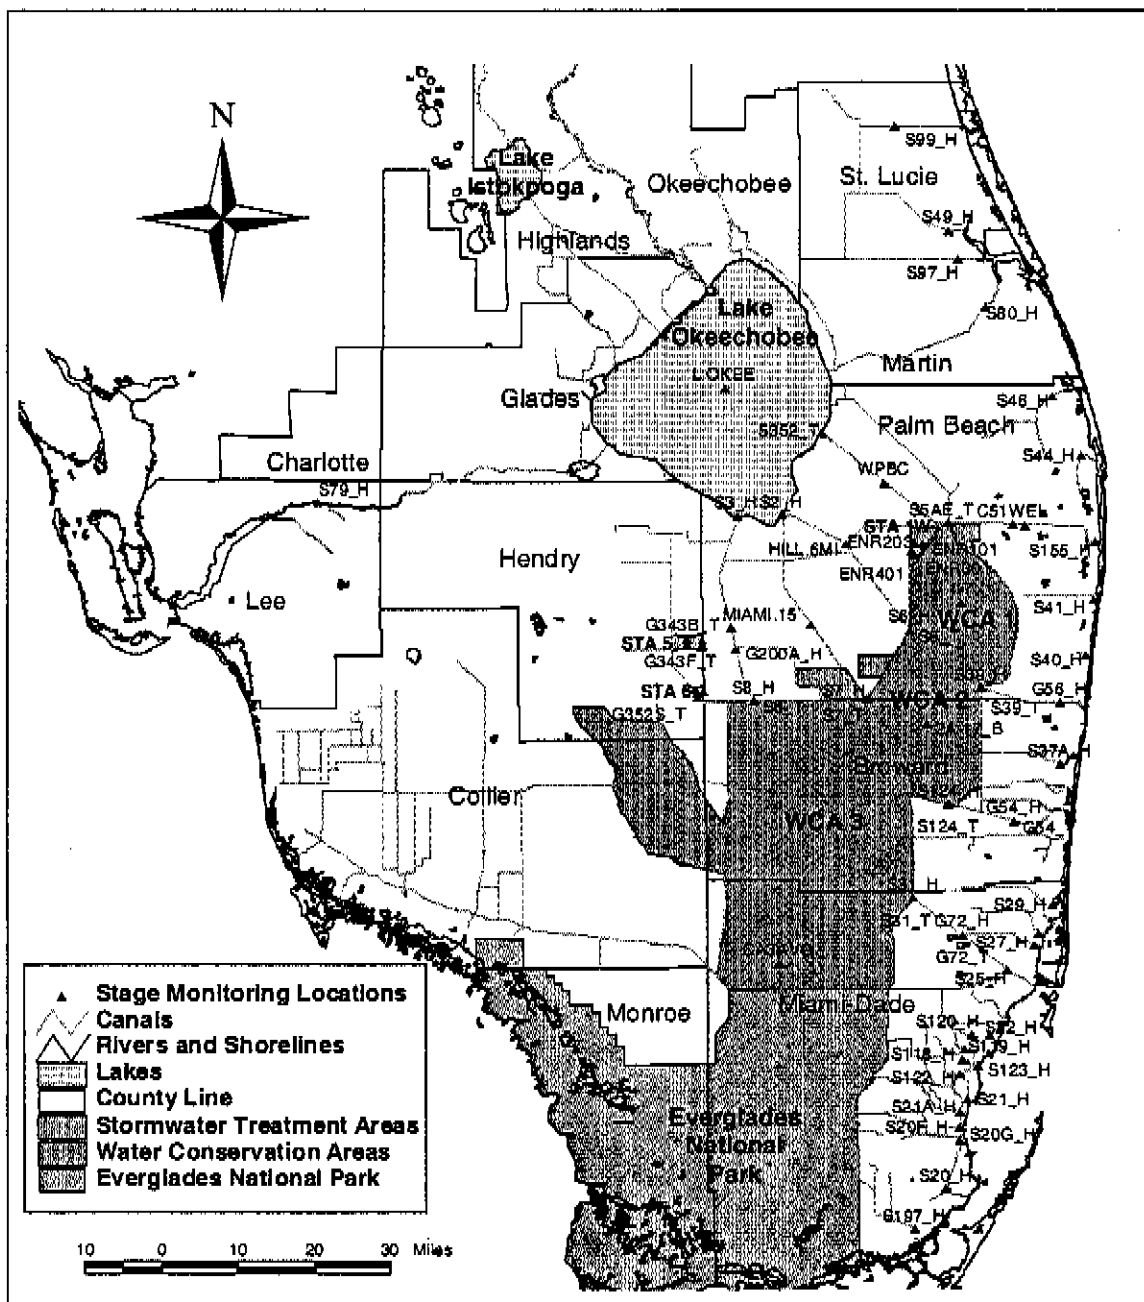 N
S99_H
Lake
Istokpoga
Okeechobee
St. Lucie
S49_H
Highlands
S97_H
Lake
Okeechobee
S80_H
Martin
LOKEE
Glades
S46_H
Palm Beach
S352_T
S44_H
Charlotte
S79_H
WPBC
S3_H
S2_H
S5AE_T
C51WEL
STA 1W
ENR203
ENR101
S155_H
Hendry
HILL.6MI
ENR401
Lee
S41_H
MIAMI.15
WCA 1
G343B_T
STA 5
G343F_T
G200A_H
S40_H
STA 6
S8_H
S7_H
G56_H
WCA 2
S39_T
G352S_T
S37A_H
Broward
Collier
G54_H
WCA 3
S124_T
G54
S29_H
S31_T
G72_H
S27_H
G72_T
S25_H
Stage Monitoring Locations
Canals
Rivers and Shorelines
Lakes
County Line
Stormwater Treatment Areas
Water Conservation Areas
Everglades National Park
Monroe
Miami-Dade
S120_H
S123_H
S122_H
S21_H
S21A_H
Everglades
National
Park
S20G_H
S20_H
S197_H
10 0 10 20 30 Miles